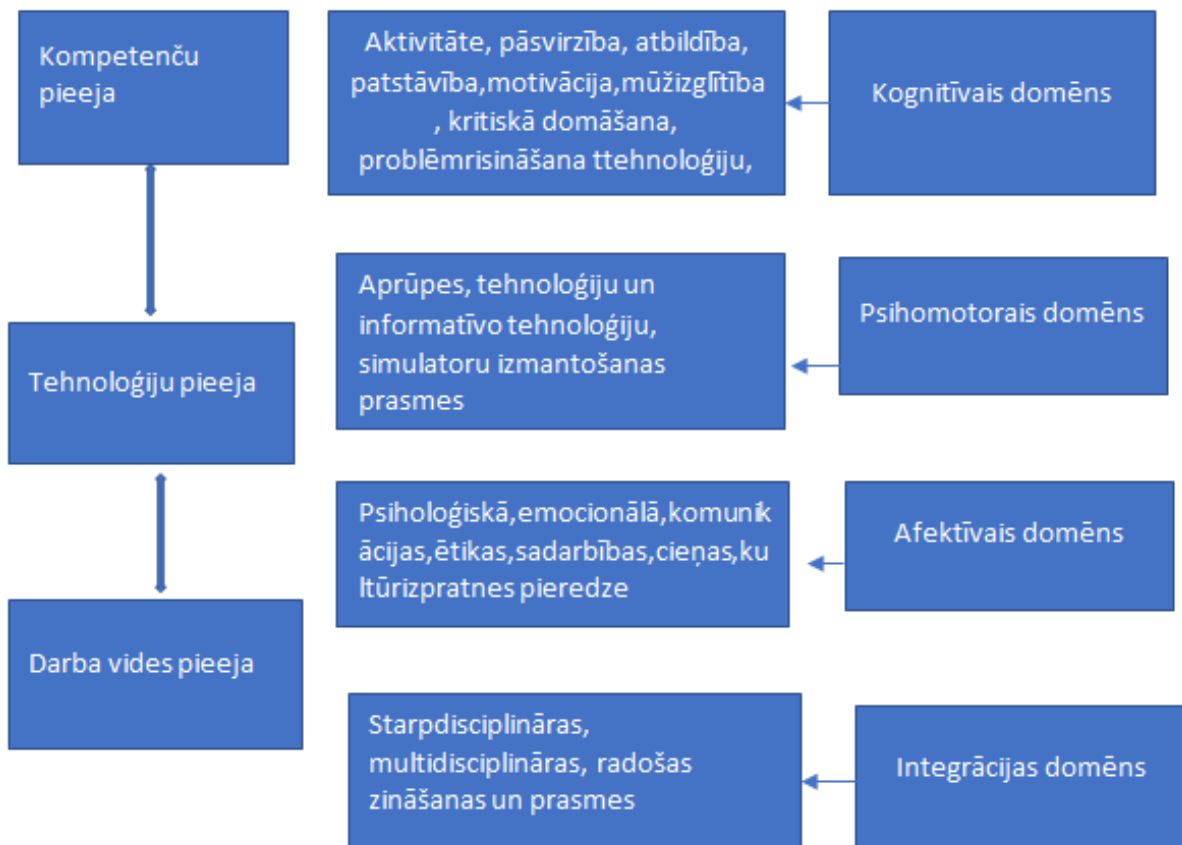 Kompetenču
pieeja
Aktivitāte, pāsvirzība, atbildība,
patstāvība,motivācija,mūžizglītība
, kritiskā domāšana,
problēmrisināšana ttehnoloģiju,
Kognitīvais domēns
Aprūpes, tehnoloģiju un
informatīvo tehnoloģiju,
simulatoru izmantošanas
prasmes
Psihomotorais domēns
Tehnoloģiju pieeja
Psiholoģiskā,emocionālā,komunik
ācijas,ētikas,sadarbības,cieņas,ku
ltūrizpratnes pieredze
Afektīvais domēns
Darba vides pieeja
Starpdisciplināras,
multidisciplināras, radošas
zināšanas un prasmes
Integrācijas domēns